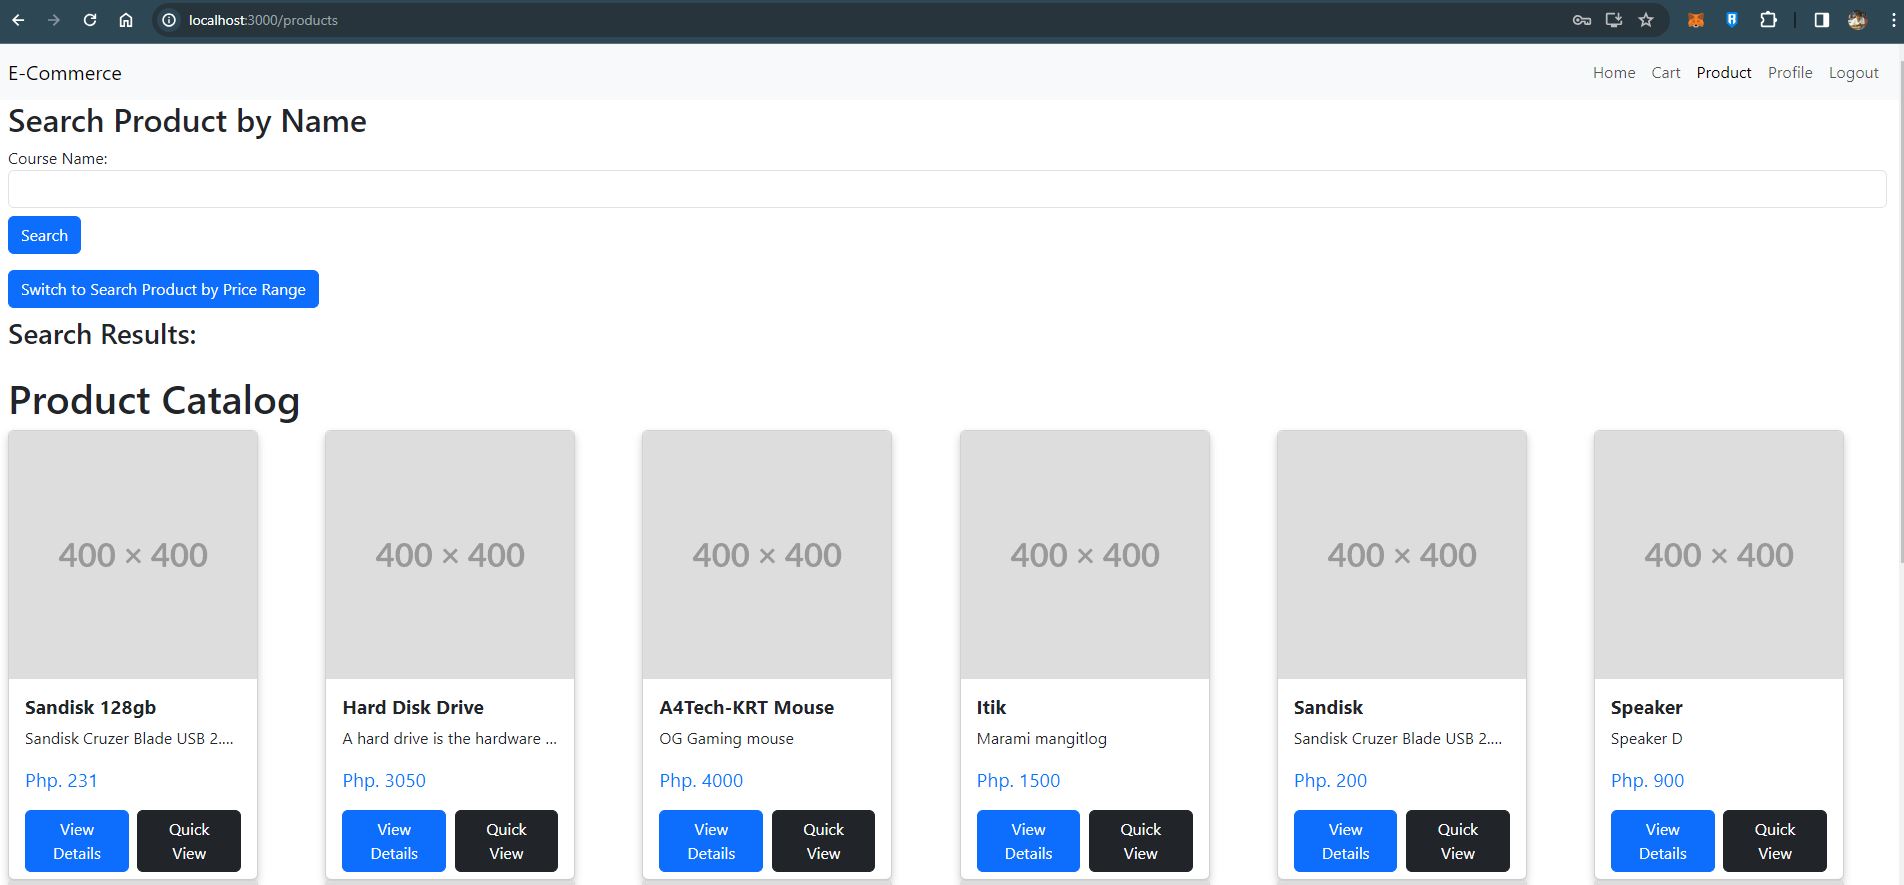 localhost:3000/products
E-Commerce
Home Cart Product Profile Logout
Search Product by Name
Course Name:
Search
Switch to Search Product by Price Range
Search Results:
Product Catalog
400 × 400
400 × 400
400 × 400
400 × 400
400 × 400
400 × 400
Sandisk 128gb
Sandisk Cruzer Blade USB 2....
Php. 231
View
Details
Quick
View
Hard Disk Drive
A hard drive is the hardware ...
Php. 3050
View
Details
Quick
View
A4Tech-KRT Mouse
OG Gaming mouse
Php. 4000
View
Details
Quick
View
Itik
Marami mangitlog
Php. 1500
View
Details
Quick
View
Sandisk
Sandisk Cruzer Blade USB 2....
Php. 200
View
Details
Quick
View
Speaker
Speaker D
Php. 900
View
Details
Quick
View